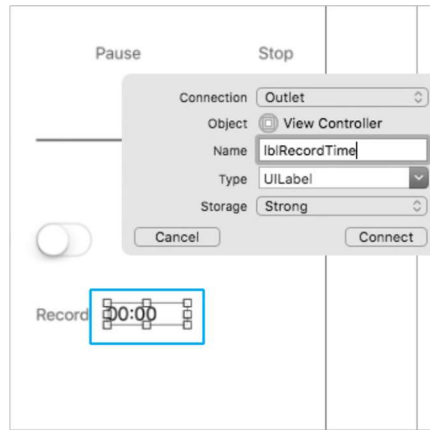 Pause Stop
Connection Outlet
Object View Controller
Name lblRecordTime
Type UILabel
Storage Strong
Cancel Connect
Record 00:00